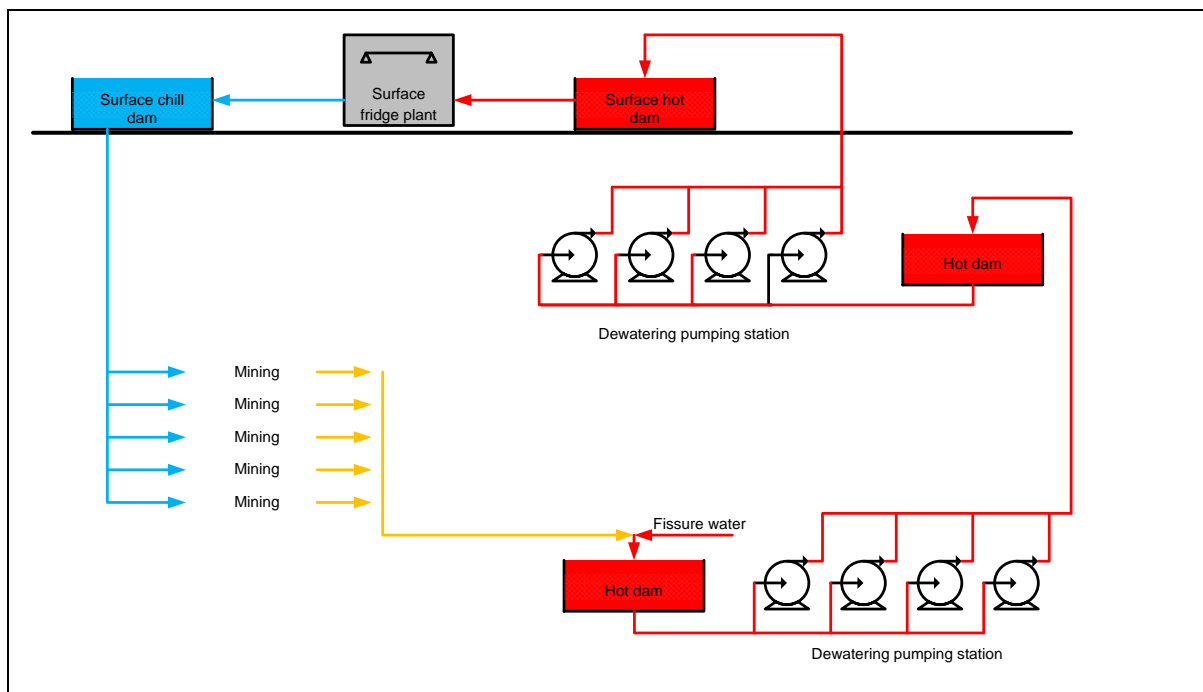 Surface chill
dam
Surface
fridge plant
Surface hot
dam
Hot dam
Dewatering pumping station
Mining
Mining
Mining
Mining
Mining
Fissure water
Hot dam
Dewatering pumping station